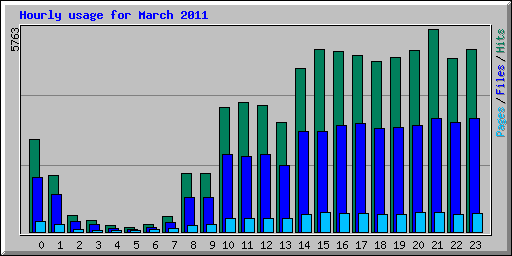 Hourly usage for March 2011
5763
Pages / Files / Hits
0 1 2 3 4 5 6 7 8 9 10 11 12 13 14 15 16 17 18 19 20 21 22 23